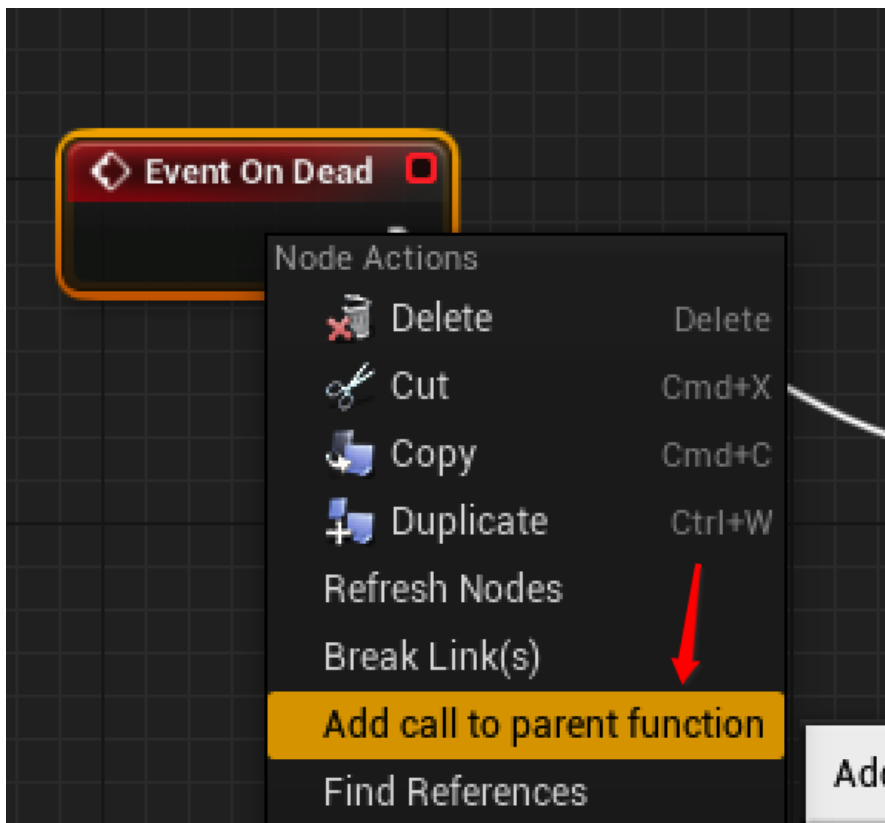 Event On Dead
Node Actions
Delete Delete
Cut Cmd+X
Copy Cmd+C
Duplicate Ctrl+W
Refresh Nodes
Break Link(s)
Add call to parent function
Find References